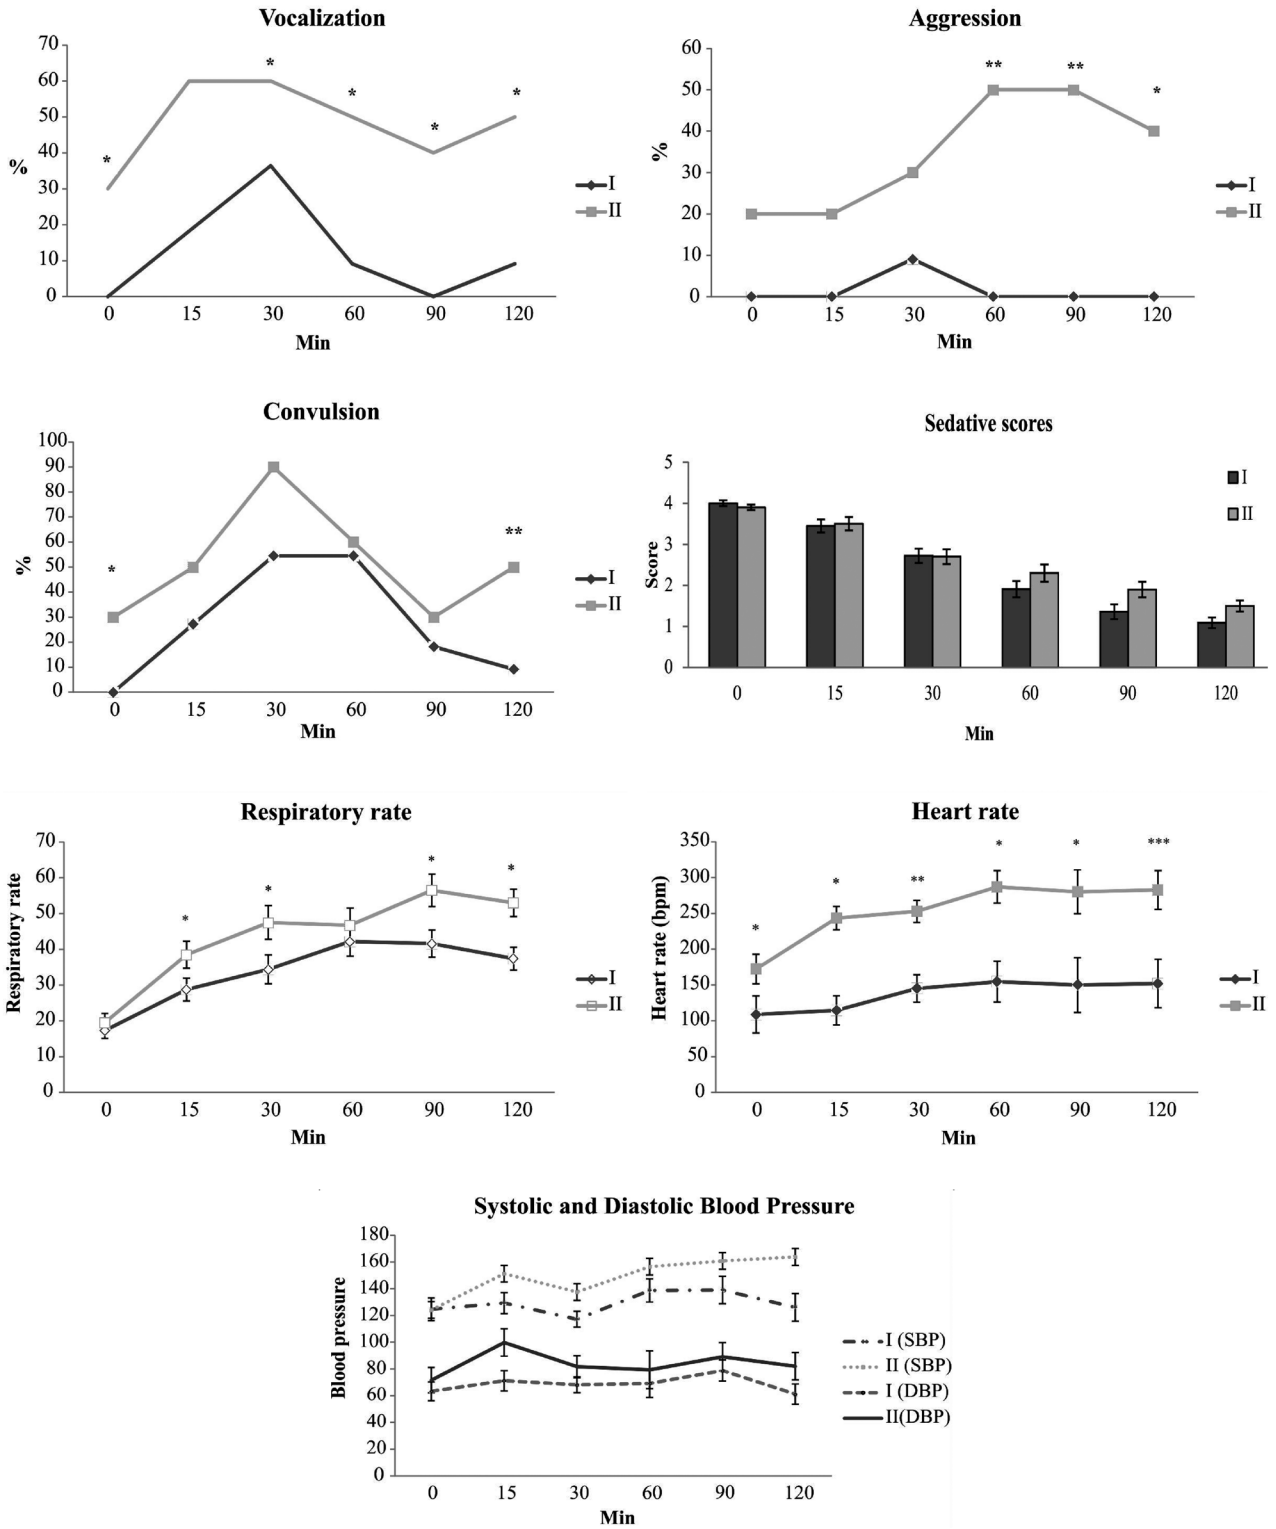 Vocalization
70
60
50
40
30
20
10
0
%
* * * * *
0 15 30 60 90 120
Min
I
II
Aggression
60
50
40
30
20
10
0
%
** ** *
0 15 30 60 90 120
Min
I
II
Convulsion
100
90
80
70
60
50
40
30
20
10
0
%
* **
0 15 30 60 90 120
Min
I
II
Sedative scores
5
4
3
2
1
0
Score
0 15 30 60 90 120
Min
I
II
Respiratory rate
70
60
50
40
30
20
10
0
Respiratory rate
* * * *
0 15 30 60 90 120
Min
I
II
Heart rate
350
300
250
200
150
100
50
0
Heart rate (bpm)
* * ** * * ***
0 15 30 60 90 120
Min
I
II
Systolic and Diastolic Blood Pressure
180
160
140
120
100
80
60
40
20
0
Blood pressure
0 15 30 60 90 120
Min
I (SBP)
II (SBP)
I (DBP)
II(DBP)